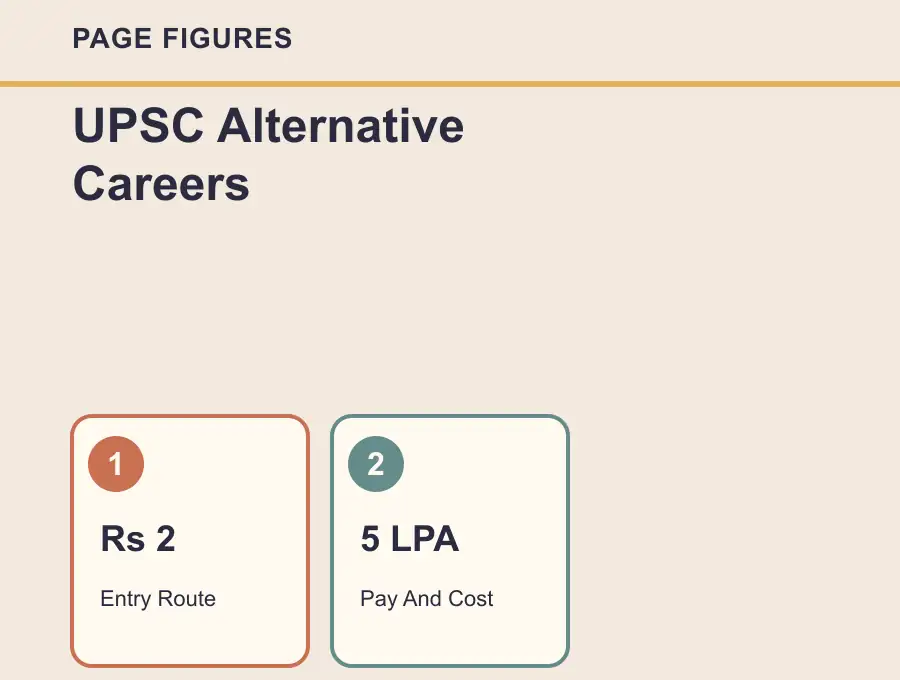 PAGE FIGURES
UPSC Alternative
Careers
1
Rs 2
Entry Route
2
5 LPA
Pay And Cost